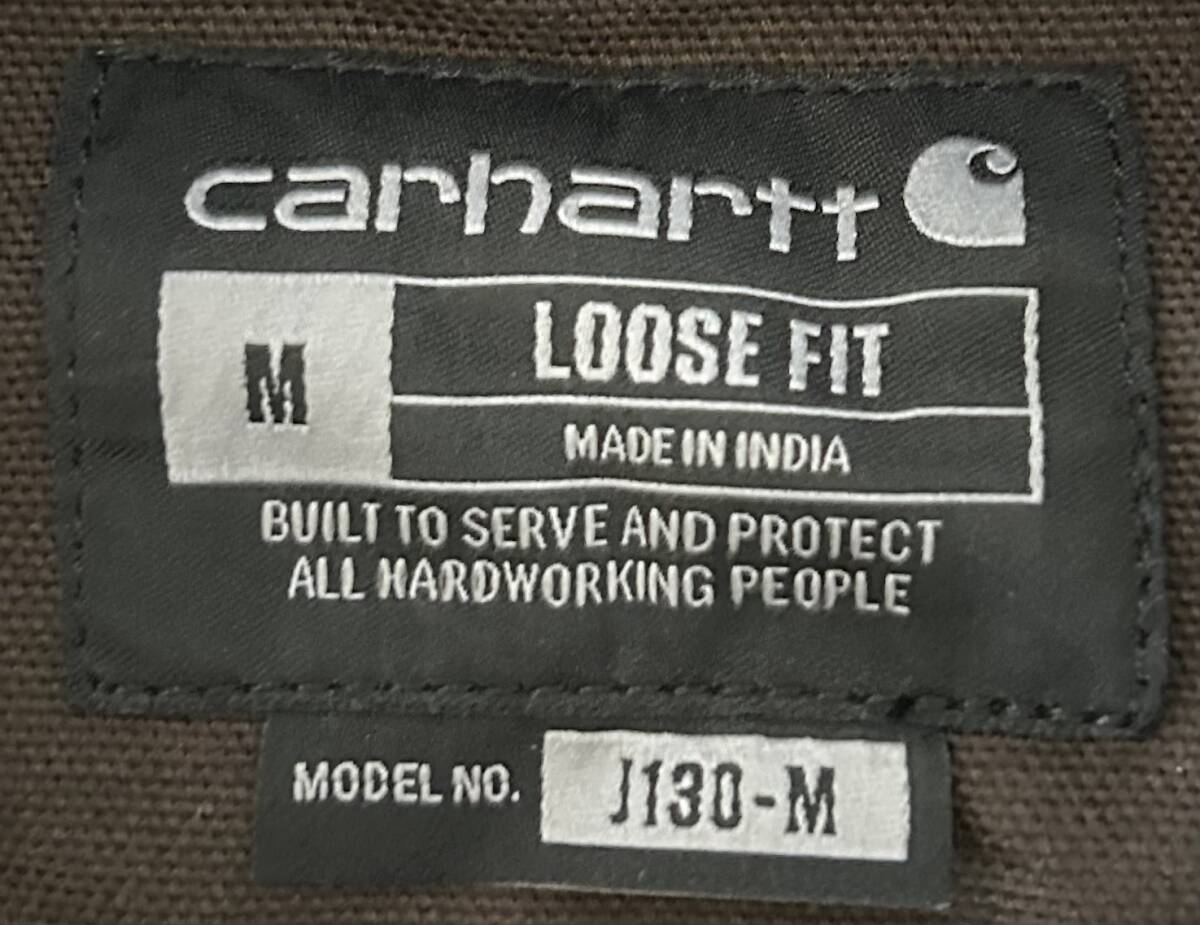 carhartt
M
LOOSE FIT
MADE IN INDIA
BUILT TO SERVE AND PROTECT
ALL HARDWORKING PEOPLE
MODEL NO. J130-M